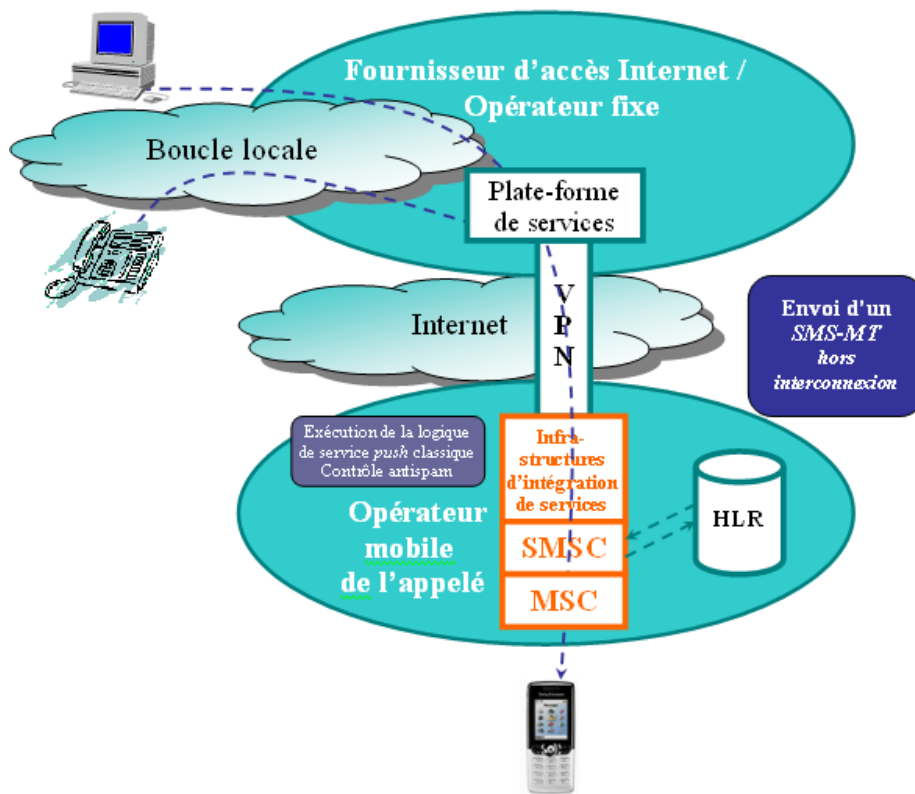 Fournisseur d'accès Internet /
Opérateur fixe
Boucle locale
Plate-forme
de services
Internet
V
P
N
Envoi d'un
SMS-MT
hors
interconnexion
Exécution de la logique
de service push classique
Contrôle antispam
Infra-
structures
d'intégration
de services
Opérateur
mobile
de l'appelé
SMSC
HLR
MSC